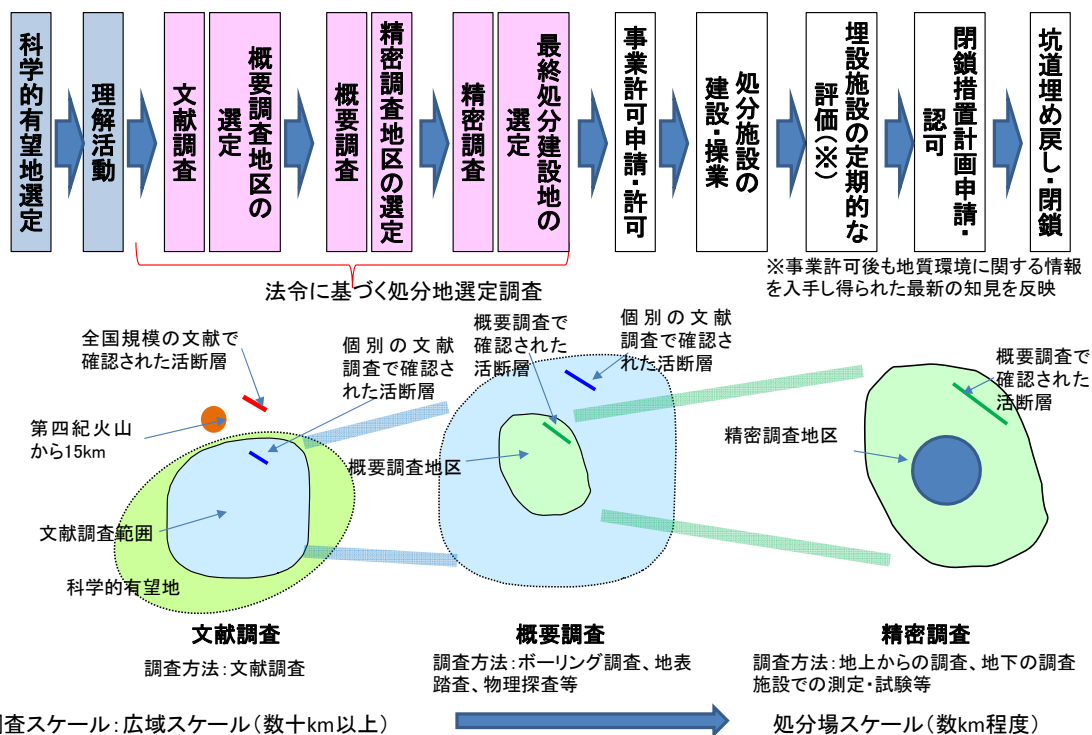 科学的有望地選定
理解活動
文献調査
概要調査地区の
選定
概要調査
精密調査地区の選定
精密調査
最終処分建設地の
選定
事業許可申請・許可
処分施設の
建設・操業
埋設施設の定期的な
評価(※)
閉鎖措置計画申請・
認可
坑道埋め戻し・閉鎖
※事業許可後も地質環境に関する情報
を入手し得られた最新の知見を反映
法令に基づく処分地選定調査
全国規模の文献で
確認された活断層
個別の文献
調査で確認
された活断層
概要調査で
確認された
活断層
個別の文献
調査で確認さ
れた活断層
概要調査で
確認された
活断層
第四紀火山
から15km
概要調査地区
精密調査地区
文献調査範囲
科学的有望地
文献調査
調査方法:文献調査
概要調査
調査方法:ボーリング調査、地表
踏査、物理探査等
精密調査
調査方法:地上からの調査、地下の調査
施設での測定・試験等
査スケール:広域スケール(数十km以上)
処分場スケール(数km程度)